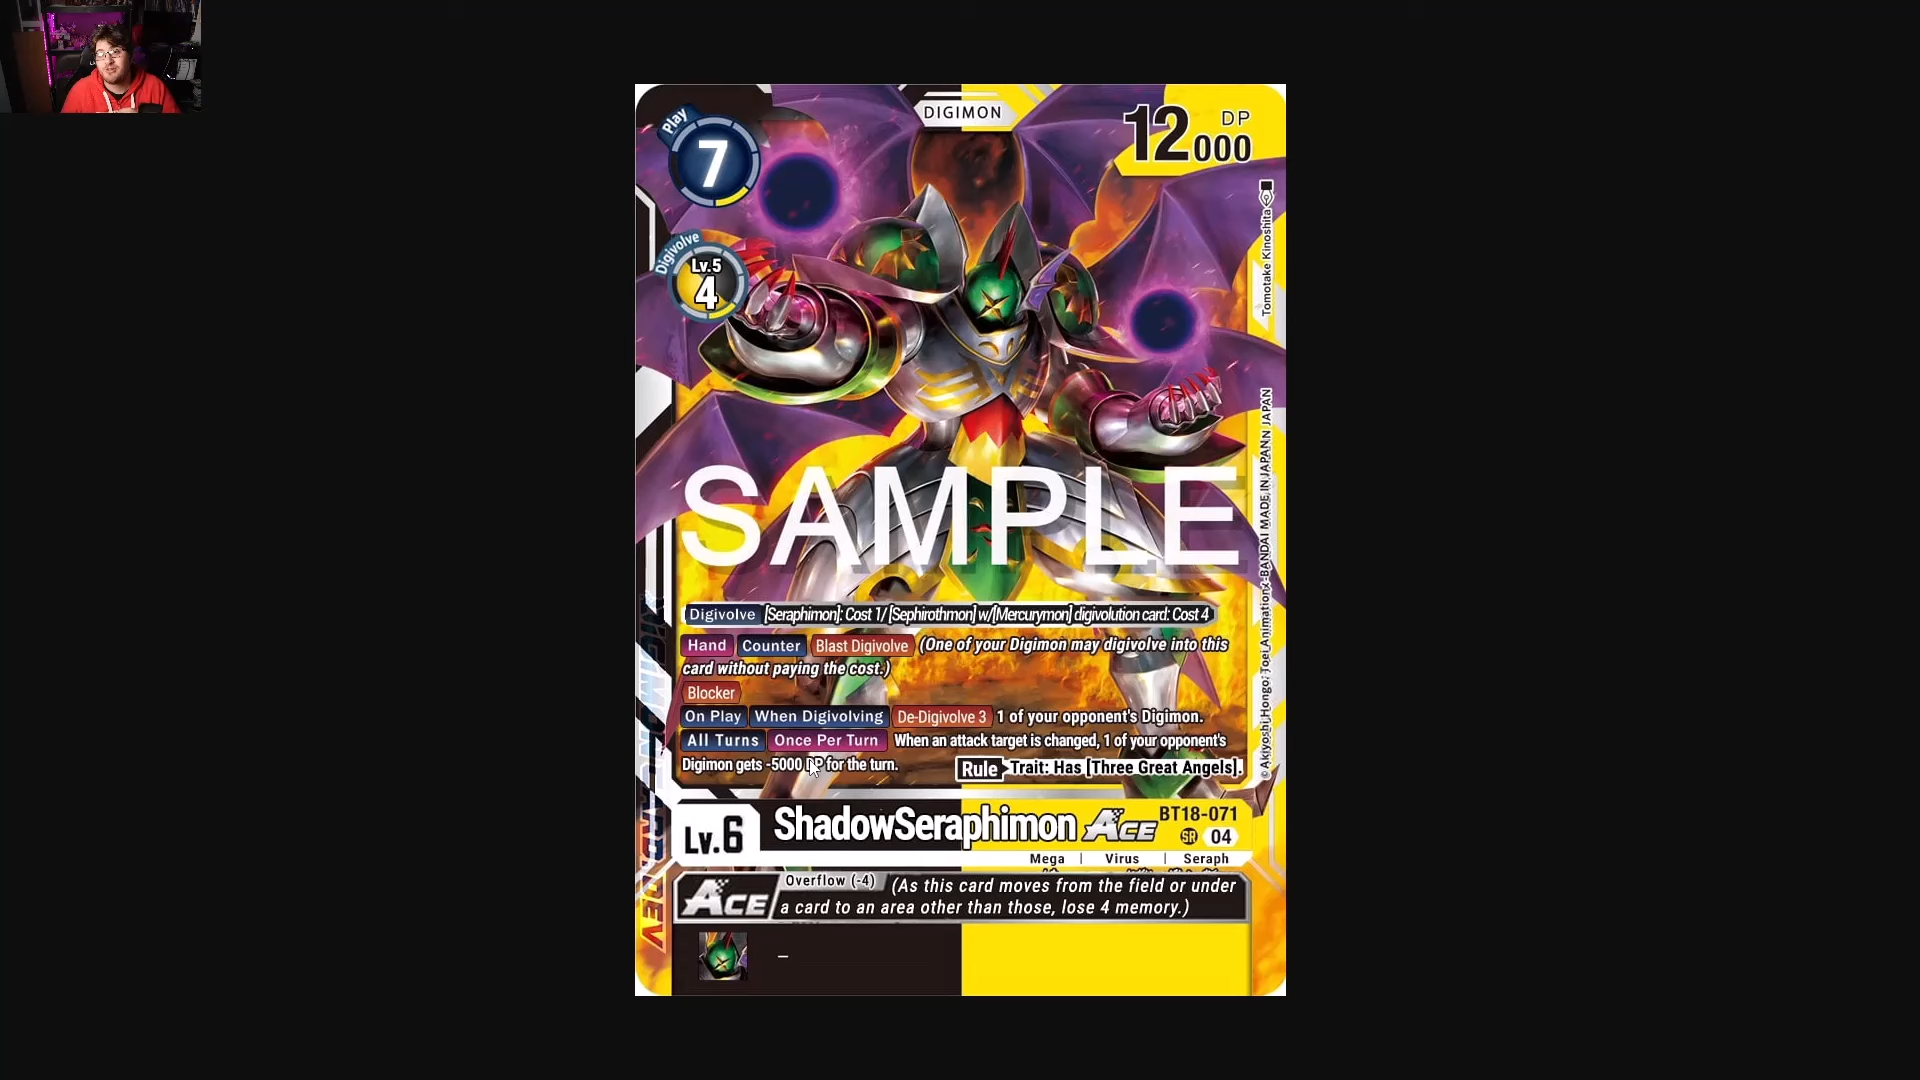 DIGIMON
Play
7
12000
DP
Digivolve
Lv.5
4
Tomotake Kinoshita
SAMPLE
Digivolve [Seraphimon]: Cost 1/ [Sephirothmon] w/[Mercurymon] digivolution card: Cost 4
Hand Counter Blast Digivolve (One of your Digimon may digivolve into this
card without paying the cost.)
Blocker
On Play When Digivolving De-Digivolve 3 1 of your opponent's Digimon.
All Turns Once Per Turn When an attack target is changed, 1 of your opponent's
Digimon gets -5000 DP for the turn.
Rule Trait: Has [Three Great Angels].
© Akiyoshi Hongo, Toei Animation BANDAI MADE IN JAPAN
Lv.6 ShadowSeraphimon ACE BT18-071
SR 04
Mega | Virus | Seraph
ACE Overflow (-4) (As this card moves from the field or under
a card to an area other than those, lose 4 memory.)
–